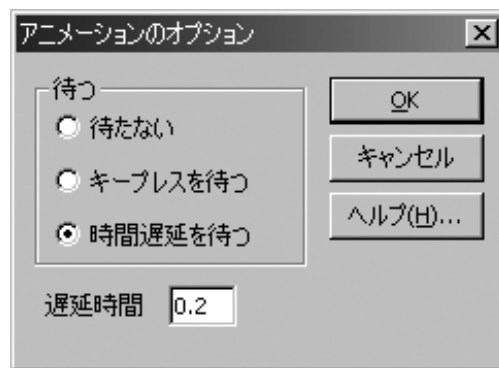 アニメーションのオプション
待つ
待たない
キープレスを待つ
時間遅延を待つ
遅延時間 0.2
OK
キャンセル
ヘルプ(H)...